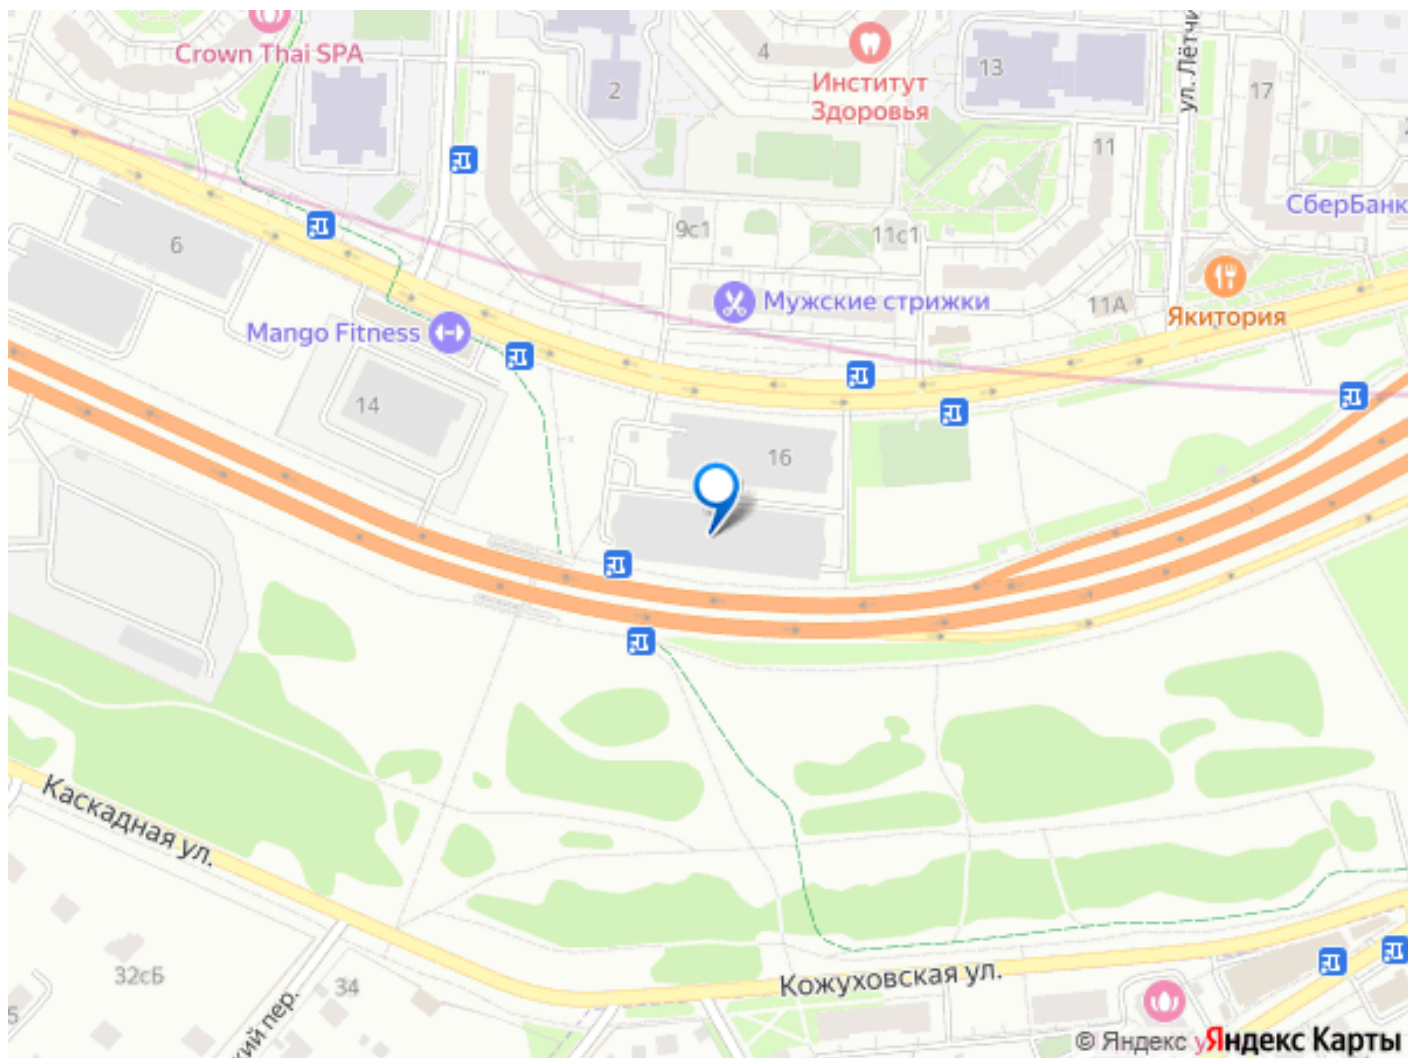 Crown Thai SPA
4
2
Институт
Здоровья
13
ул. Лётчи
17
11
СберБанк
6
9с1
11с1
Мужские стрижки
11А
Якитория
Mango Fitness
14
16
Каскадная ул.
32сБ
34
5
кий пер.
Кожуховская ул.
© Яндекс у
Яндекс Карты